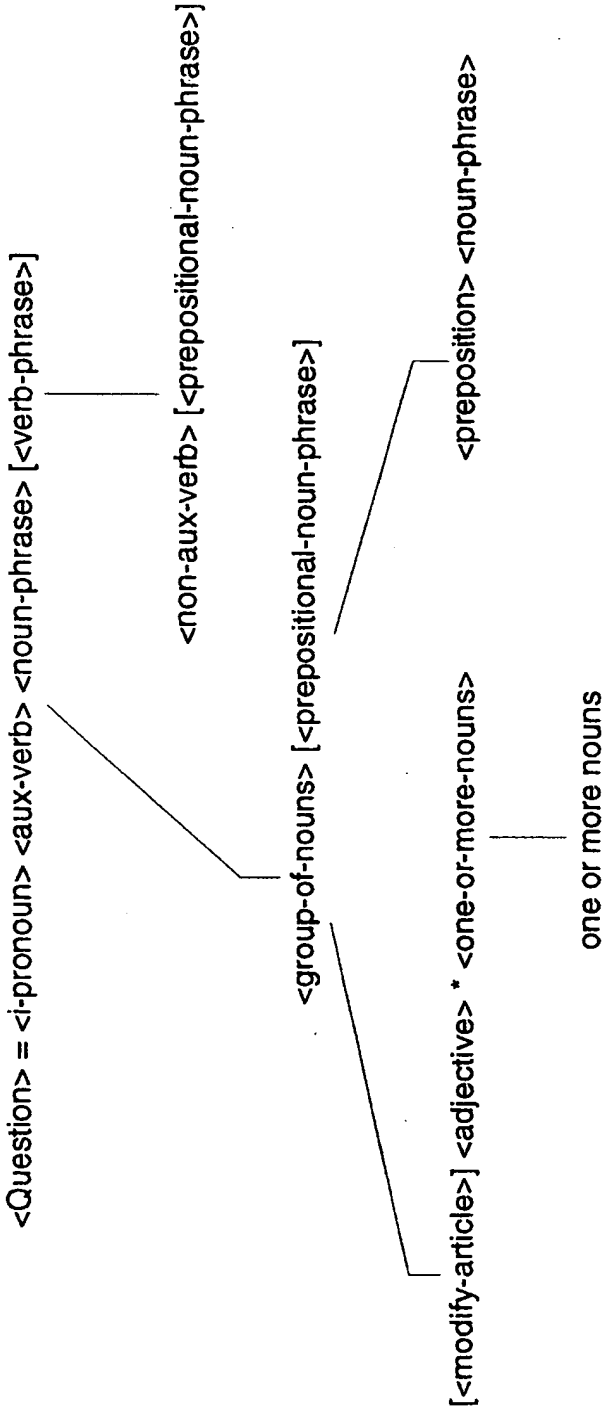 <Question> = <i-pronoun> <aux-verb> <noun-phrase> [<verb-phrase>]
<non-aux-verb> [<prepositional-noun-phrase>]
<group-of-nouns> [<prepositional-noun-phrase>]
[<modify-article>] <adjective> * <one-or-more-nouns>
<preposition> <noun-phrase>
one or more nouns